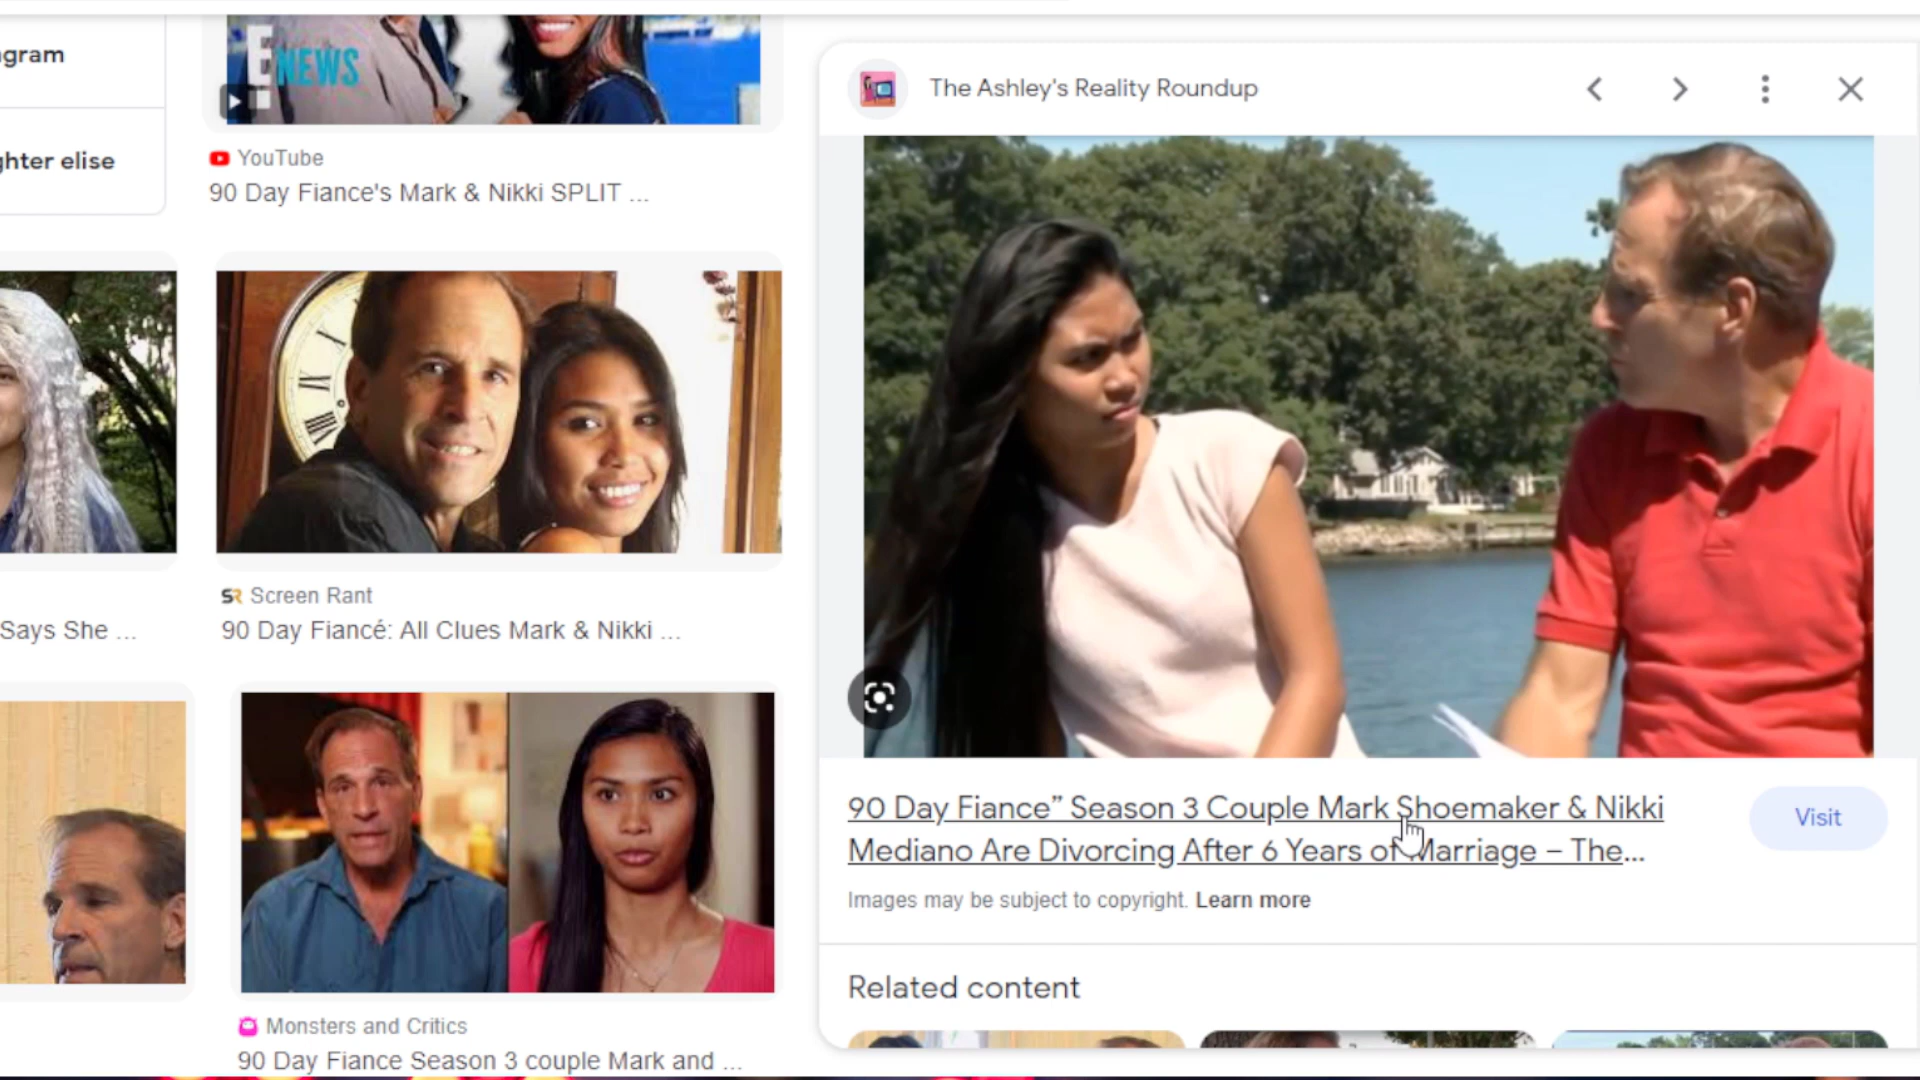 gram
hter elise
E NEWS
YouTube
90 Day Fiance's Mark & Nikki SPLIT ...
Says She ...
SR Screen Rant
90 Day Fiancé: All Clues Mark & Nikki ...
Monsters and Critics
90 Day Fiance Season 3 couple Mark and ...
The Ashley's Reality Roundup
90 Day Fiance” Season 3 Couple Mark Shoemaker & Nikki
Mediano Are Divorcing After 6 Years of Marriage – The...
Visit
Images may be subject to copyright. Learn more
Related content